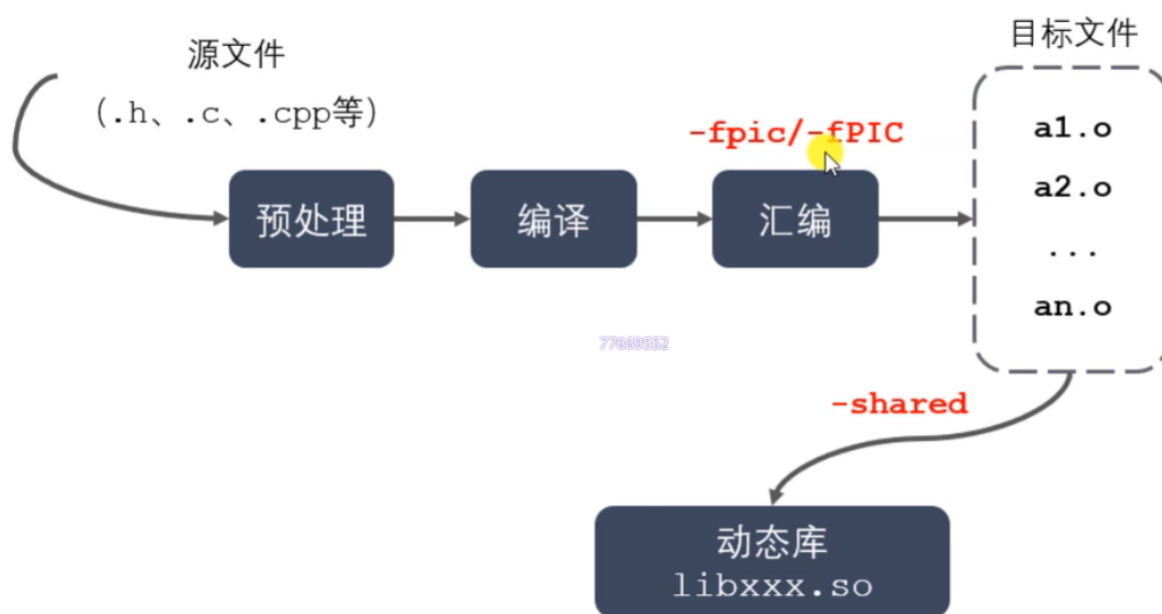 源文件
(.h、.c、.cpp等)
预处理
编译
-fpic/-fPIC
汇编
目标文件
a1.o
a2.o
...
an.o
77669552
-shared
动态库
libxxx.so